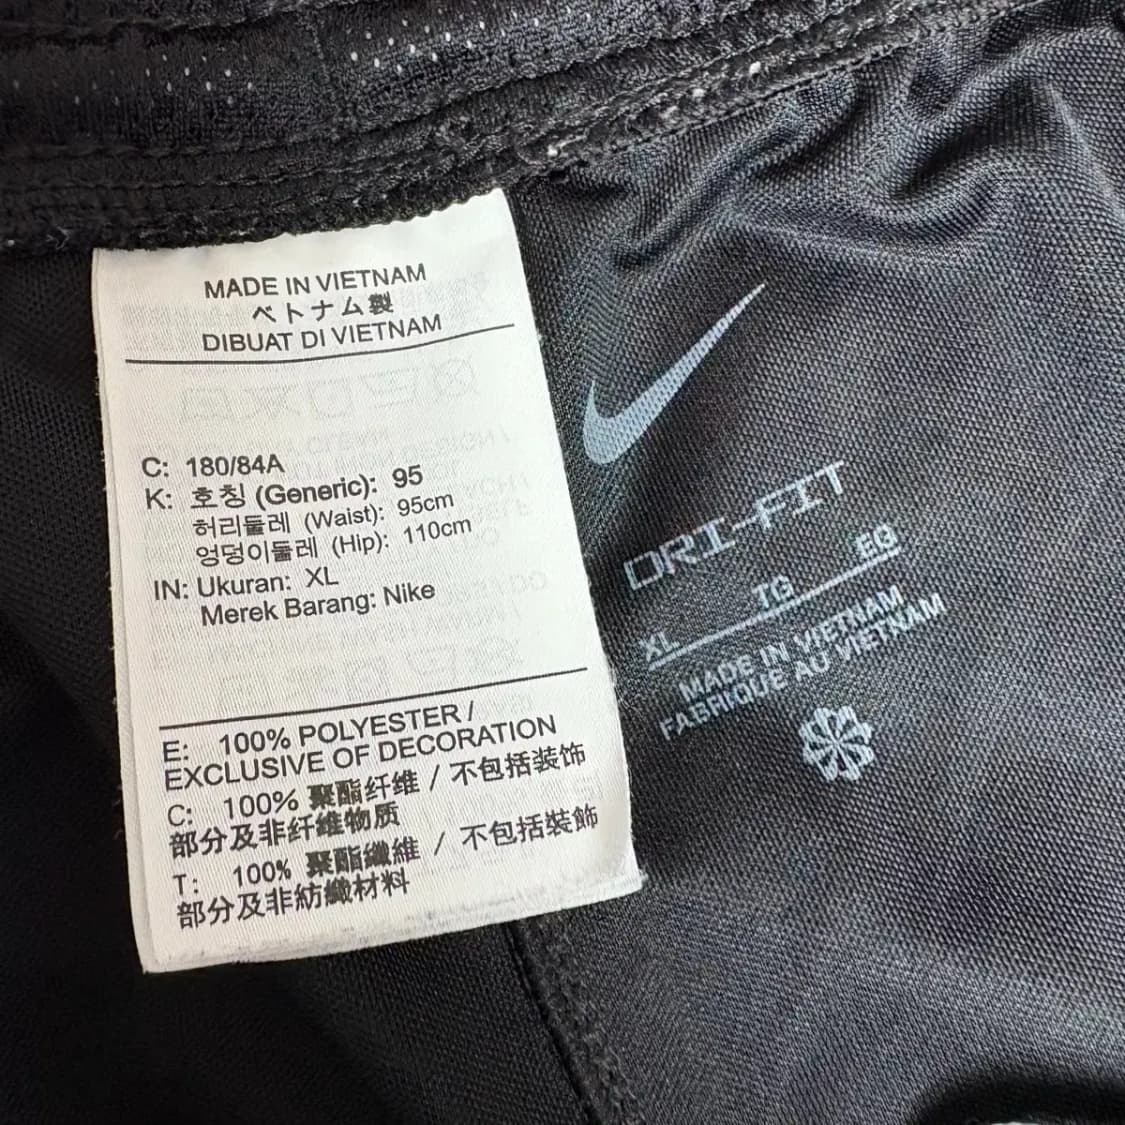 MADE IN VIETNAM
ベトナム製
DIBUAT DI VIETNAM
C: 180/84A
K: 호칭 (Generic): 95
허리둘레 (Waist): 95cm
엉덩이둘레 (Hip): 110cm
IN: Ukuran: XL
Merek Barang: Nike
E: 100% POLYESTER /
EXCLUSIVE OF DECORATION
C: 100% 聚酯纤维 / 不包括装饰
部分及非纤维物质
T: 100% 聚酯纖維 / 不包括裝飾
部分及非紡織材料
DRI-FIT
XL TG EG
MADE IN VIETNAM
FABRIQUÉ AU VIETNAM